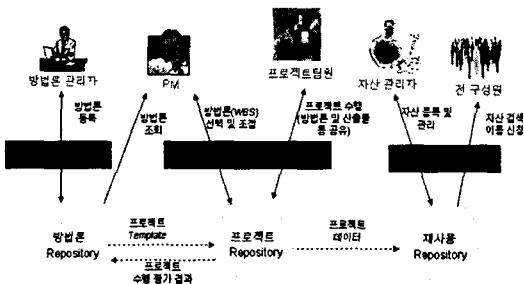 방법론 관리자
PM
프로젝트팀원
자산 관리자
전 구성원
방법론
등록
방법론
조회
방법론(WBS)
선택 및 조정
프로젝트 수행
(방법론 및 산출물
등 공유)
자산 등록 및
관리
자산 검색
이용 신청
방법론
Repository
프로젝트
Template
프로젝트
수행 평가 결과
프로젝트
Repository
프로젝트
데이터
재사용
Repository